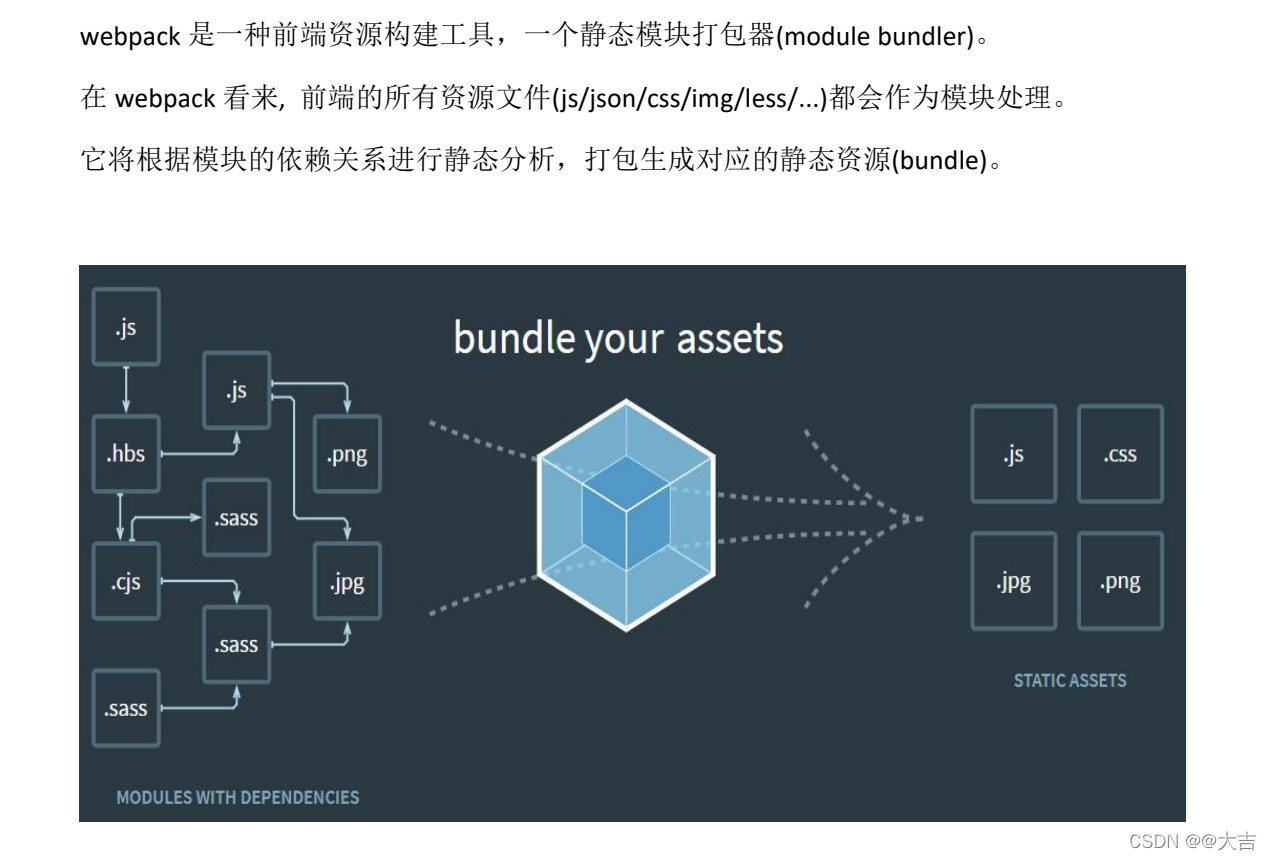 webpack 是一种前端资源构建工具，一个静态模块打包器(module bundler)。
在 webpack 看来, 前端的所有资源文件(js/json/css/img/less/...)都会作为模块处理。
它将根据模块的依赖关系进行静态分析，打包生成对应的静态资源(bundle)。
bundle your assets
.js
.js
.hbs
.png
.sass
.cjs
.jpg
.sass
.sass
MODULES WITH DEPENDENCIES
.js
.css
.jpg
.png
STATIC ASSETS
CSDN @@大吉